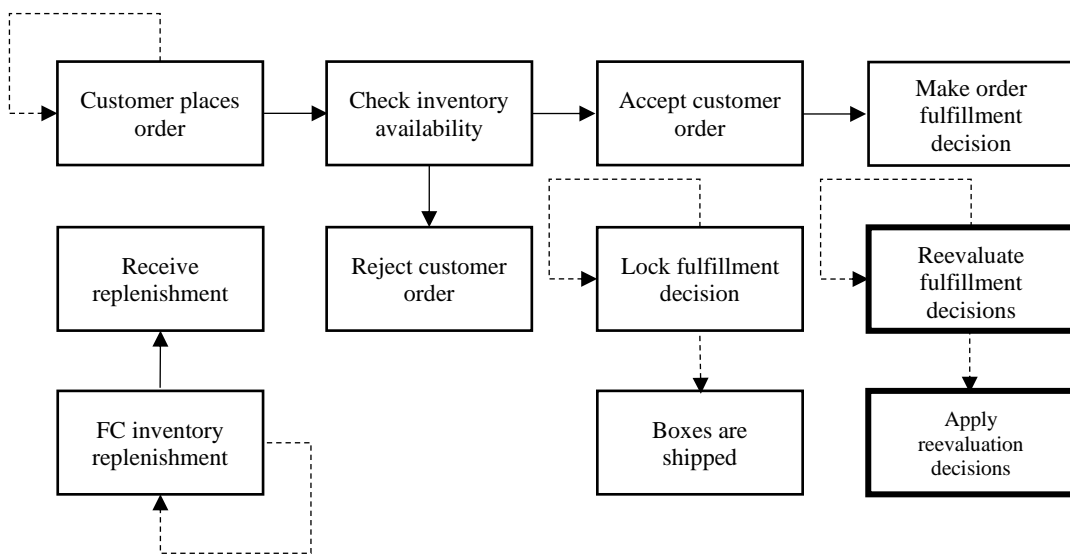 Customer places
order
Check inventory
availability
Accept customer
order
Make order
fulfillment
decision
Receive
replenishment
Reject customer
order
Lock fulfillment
decision
Reevaluate
fulfillment
decisions
FC inventory
replenishment
Boxes are
shipped
Apply
reevaluation
decisions